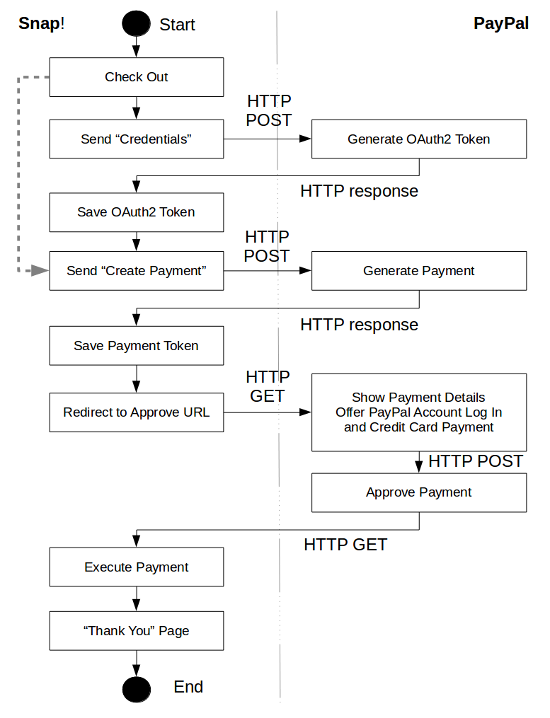 Snap!
Start
PayPal
Check Out
HTTP
POST
Send “Credentials”
Generate OAuth2 Token
HTTP response
Save OAuth2 Token
HTTP
POST
Send “Create Payment”
Generate Payment
HTTP response
Save Payment Token
HTTP
GET
Redirect to Approve URL
Show Payment Details
Offer PayPal Account Log In
and Credit Card Payment
HTTP POST
Approve Payment
HTTP GET
Execute Payment
“Thank You” Page
End